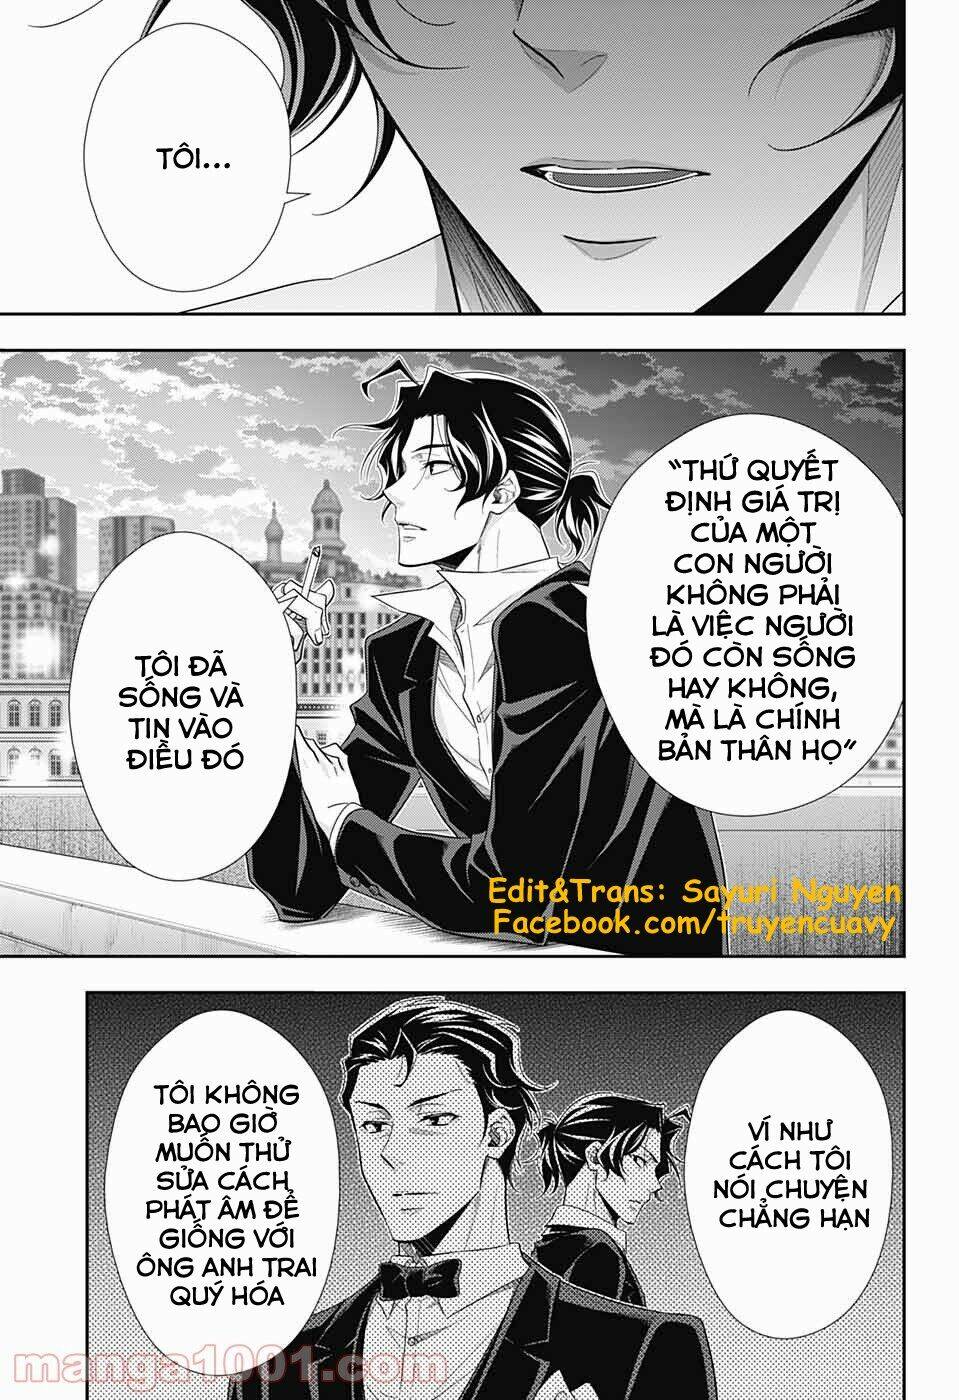 TÔI...
“THỨ QUYẾT
ĐỊNH GIÁ TRỊ
CỦA MỘT
CON NGƯỜI
KHÔNG PHẢI
LÀ VIỆC NGƯỜI
ĐÓ CÒN SỐNG
HAY KHÔNG,
MÀ LÀ CHÍNH
BẢN THÂN HỌ”
TÔI ĐÃ
SỐNG VÀ
TIN VÀO
ĐIỀU ĐÓ
Edit&Trans: Sayuri Nguyen
Facebook.com/truyencuavy
VÍ NHƯ
CÁCH TÔI
NÓI CHUYỆN
CHẲNG HẠN
TÔI KHÔNG
BAO GIỜ
MUỐN THỬ
SỬA CÁCH
PHÁT ÂM ĐỂ
GIỐNG VỚI
ÔNG ANH TRAI
QUÝ HÓA
manga1001.com